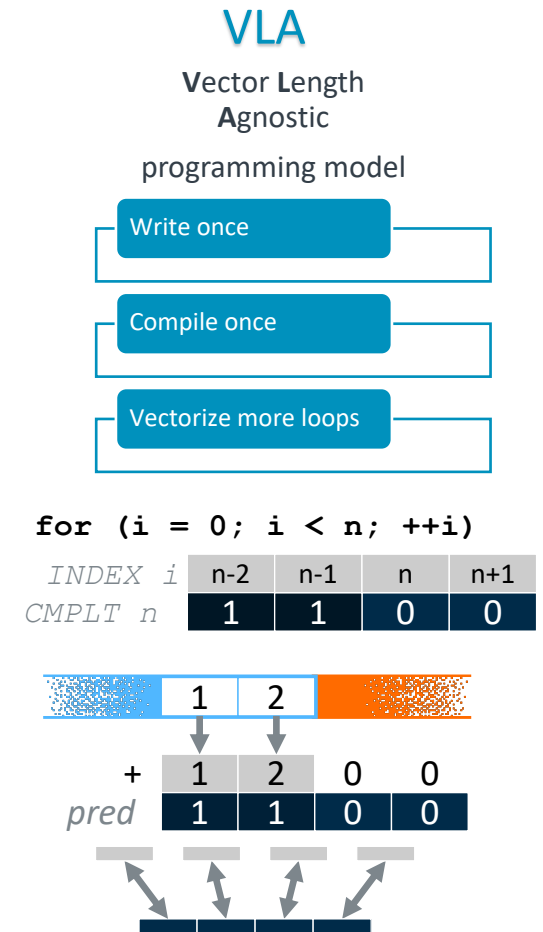 VLA
Vector Length
Agnostic
programming model
Write once
Compile once
Vectorize more loops
for (i = 0; i < n; ++i)
INDEX i n-2 n-1 n n+1
CMPLT n 1 1 0 0
1 2
+ 1 2 0 0
pred 1 1 0 0